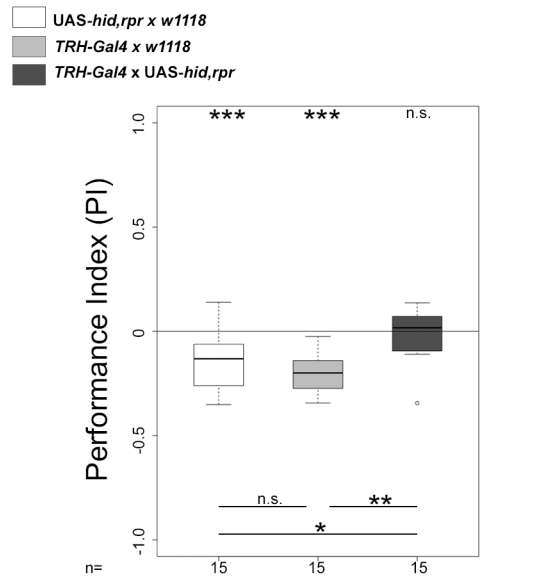 UAS-hid,rpr x w1118
TRH-Gal4 x w1118
TRH-Gal4 x UAS-hid,rpr
*** *** n.s.
Performance Index (PI)
1.0
0.5
0
-0.5
-1.0
n.s. **
*
n= 15 15 15